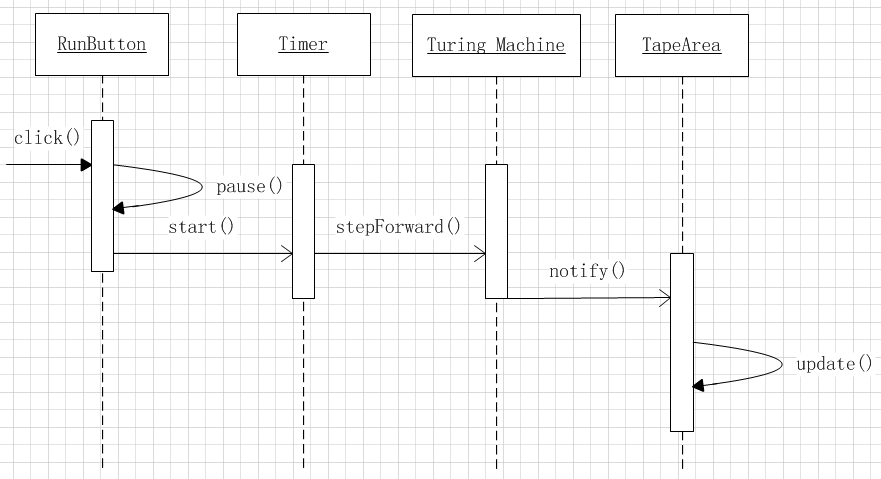 RunButton
Timer
Turing Machine
TapeArea
click()
pause()
start()
stepForward()
notify()
update()